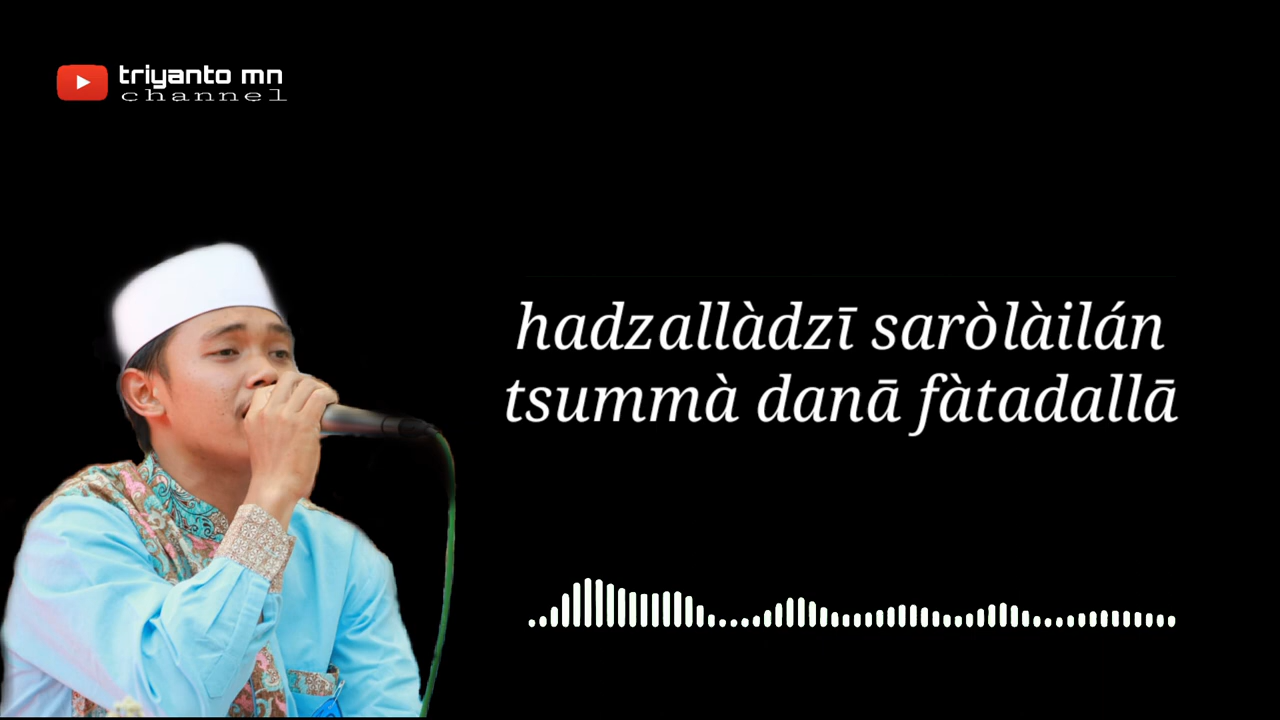 triyanto mn
channel
hadzallàdzī saròlàilán
tsummà danā fàtadallā